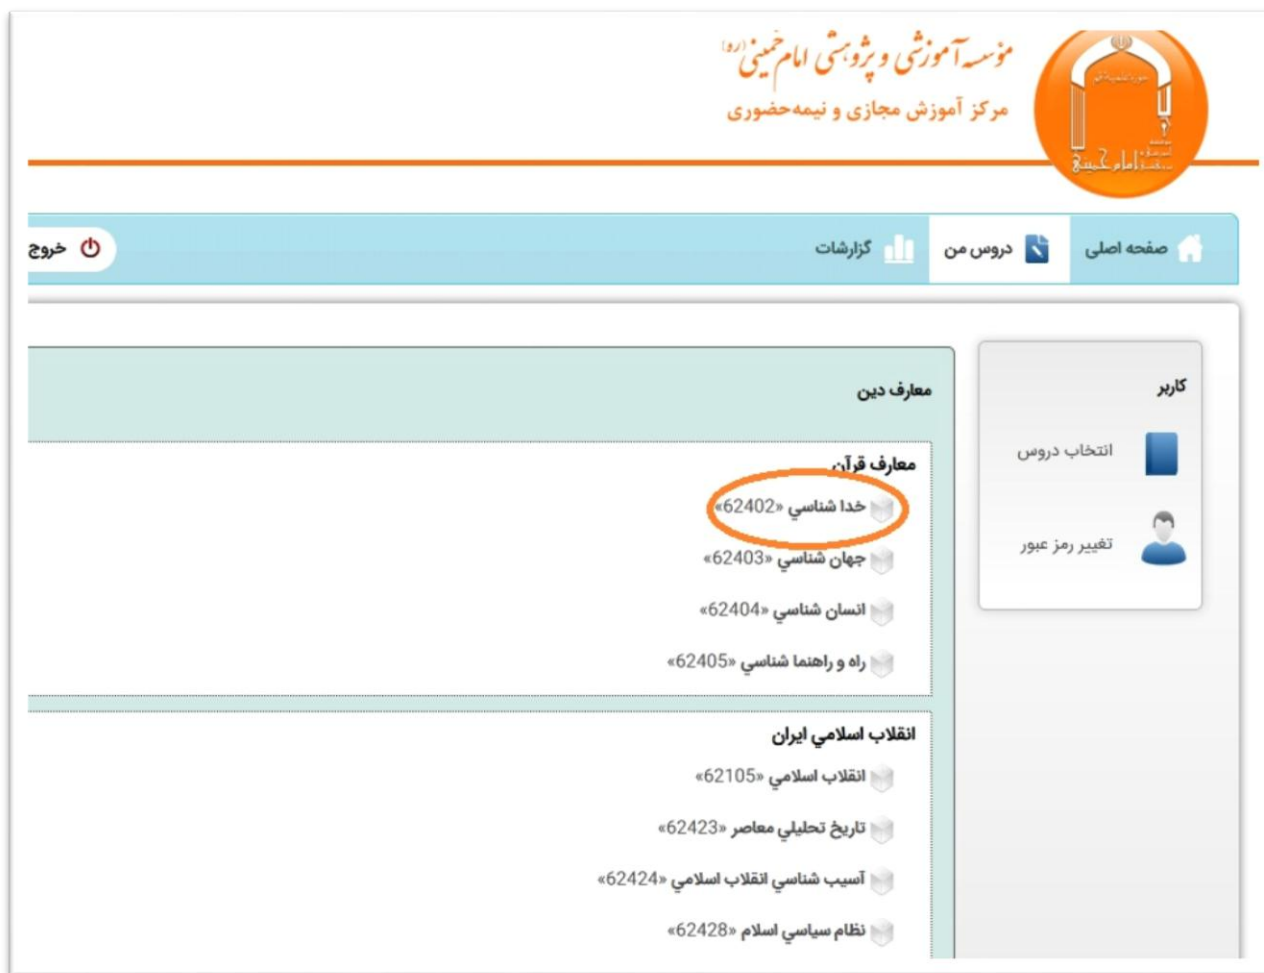 مؤسسه آموزشی و پژوهشی امام خمینی (ره)
مرکز آموزش مجازی و نیمه‌حضوری
امام خمینی
صفحه اصلی
دروس من
گزارشات
خروج
کاربر
انتخاب دروس
تغییر رمز عبور
معارف دین
معارف قرآن
خدا شناسي «62402»
جهان شناسي «62403»
انسان شناسي «62404»
راه و راهنما شناسي «62405»
انقلاب اسلامي ايران
انقلاب اسلامي «62105»
تاريخ تحليلي معاصر «62423»
آسيب شناسي انقلاب اسلامي «62424»
نظام سياسي اسلام «62428»